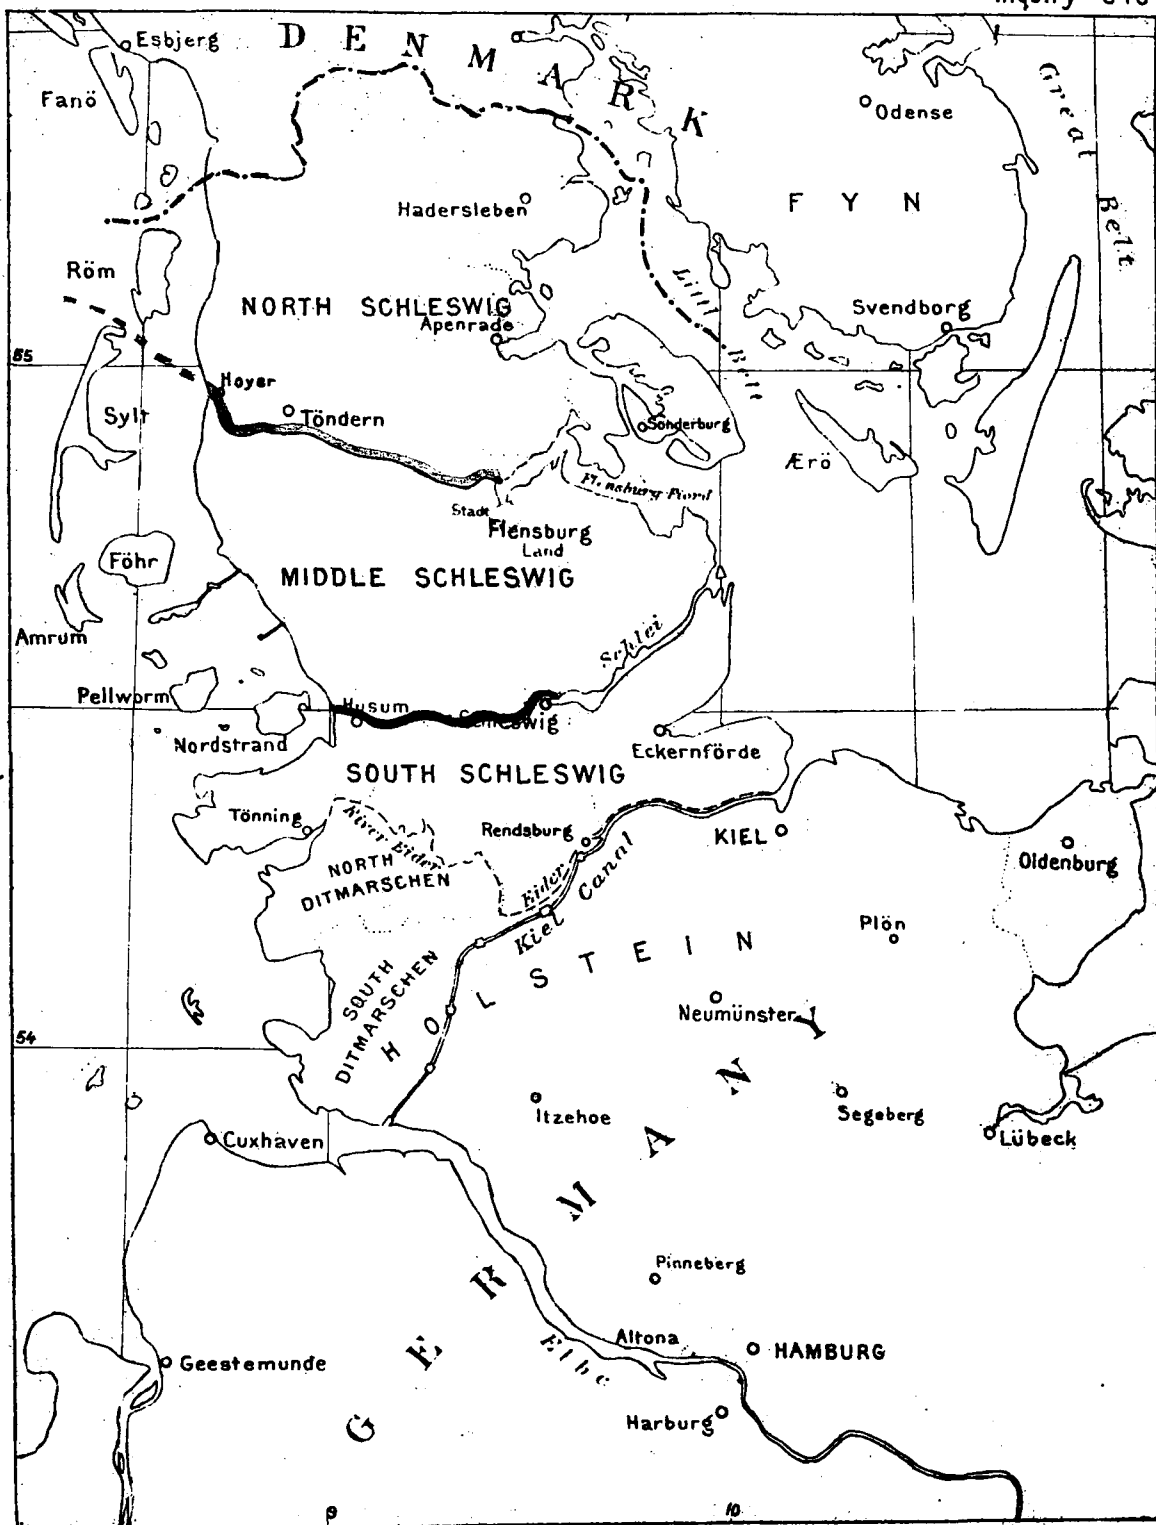 Inquiry
Esbjerg
DENMARK
Fanö
Odense
Great Belt
Hadersleben
FYN
Röm
NORTH SCHLESWIG
Apenrade
Little Belt
Svendborg
55
Hoyer
Sylt
Töndern
Sonderburg
Ærö
Flensburg Fiord
Stadt
Flensburg
Land
Föhr
MIDDLE SCHLESWIG
Amrum
Schlei
Pellworm
Husum
Schleswig
Nordstrand
Eckernförde
SOUTH SCHLESWIG
Tönning
River Eider
Rendsburg
KIEL
Oldenburg
NORTH
DITMARSCHEN
Eider
Kiel Canal
Plön
HOLSTEIN
SOUTH
DITMARSCHEN
Neumünster
54
GERMANY
Itzehoe
Segeberg
Cuxhaven
Lübeck
Pinneberg
Altona
HAMBURG
Elbe
Geestemunde
Harburg
9
10